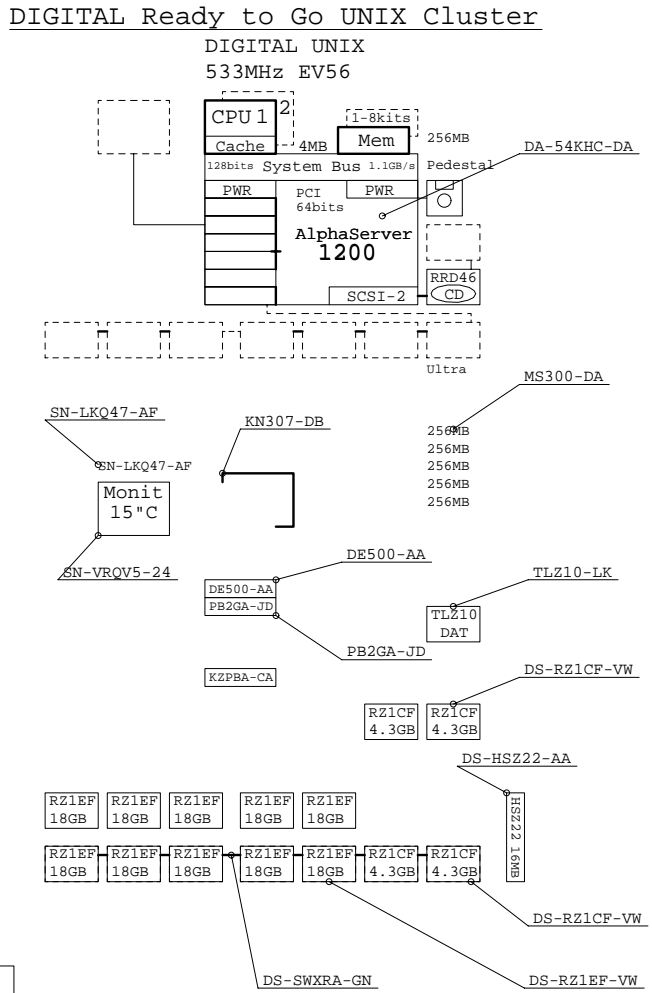 DIGITAL Ready to Go UNIX Cluster
DIGITAL UNIX
533MHz EV56
CPU 1 2
1-8kits
Cache 4MB Mem 256MB
DA-54KHC-DA
128bits System Bus 1.1GB/s Pedestal
PWR PCI PWR
64bits
AlphaServer
1200
RRD46
SCSI-2 CD
Ultra
MS300-DA
SN-LKQ47-AF
KN307-DB
256MB
256MB
SN-LKQ47-AF 256MB
256MB
256MB
Monit
15"C
DE500-AA
SN-VRQV5-24 TLZ10-LK
DE500-AA
PB2GA-JD
TLZ10
DAT
PB2GA-JD
DS-RZ1CF-VW
KZPBA-CA
RZ1CF RZ1CF
4.3GB 4.3GB
DS-HSZ22-AA
RZ1EF RZ1EF RZ1EF RZ1EF RZ1EF
18GB 18GB 18GB 18GB 18GB
HSZ22 16MB
RZ1EF RZ1EF RZ1EF RZ1EF RZ1EF RZ1CF RZ1CF
18GB 18GB 18GB 18GB 18GB 4.3GB 4.3GB
DS-RZ1CF-VW
DS-SWXRA-GN DS-RZ1EF-VW